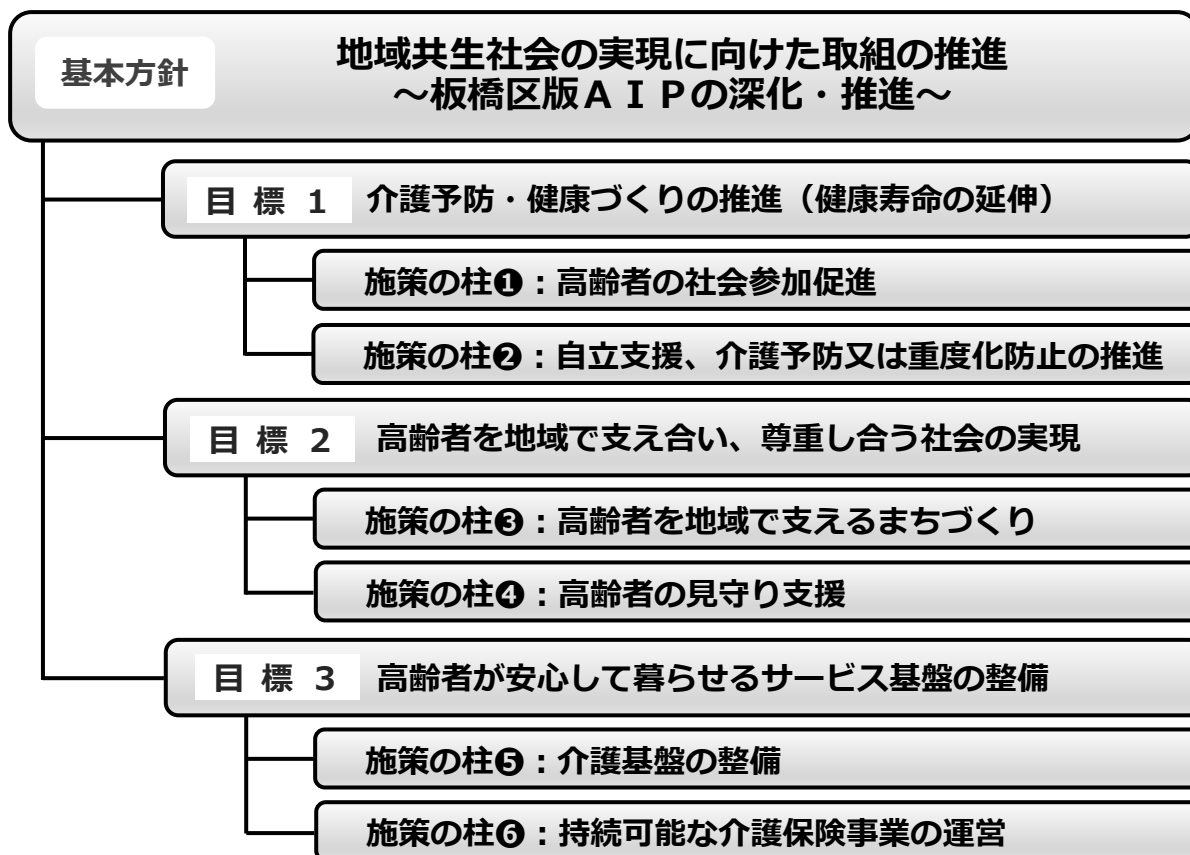 基本方針
地域共生社会の実現に向けた取組の推進
～板橋区版ＡＩＰの深化・推進～
目標１ 介護予防・健康づくりの推進（健康寿命の延伸）
施策の柱❶：高齢者の社会参加促進
施策の柱❷：自立支援、介護予防又は重度化防止の推進
目標２ 高齢者を地域で支え合い、尊重し合う社会の実現
施策の柱❸：高齢者を地域で支えるまちづくり
施策の柱❹：高齢者の見守り支援
目標３ 高齢者が安心して暮らせるサービス基盤の整備
施策の柱❺：介護基盤の整備
施策の柱❻：持続可能な介護保険事業の運営